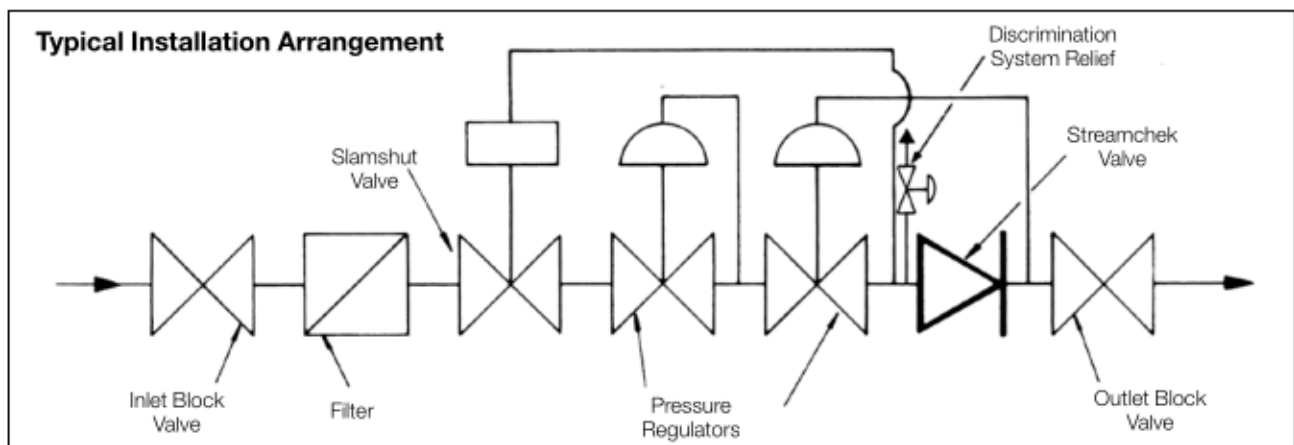 Typical Installation Arrangement
Discrimination
System Relief
Streamchek
Valve
Slamshut
Valve
Inlet Block
Valve
Filter
Pressure
Regulators
Outlet Block
Valve